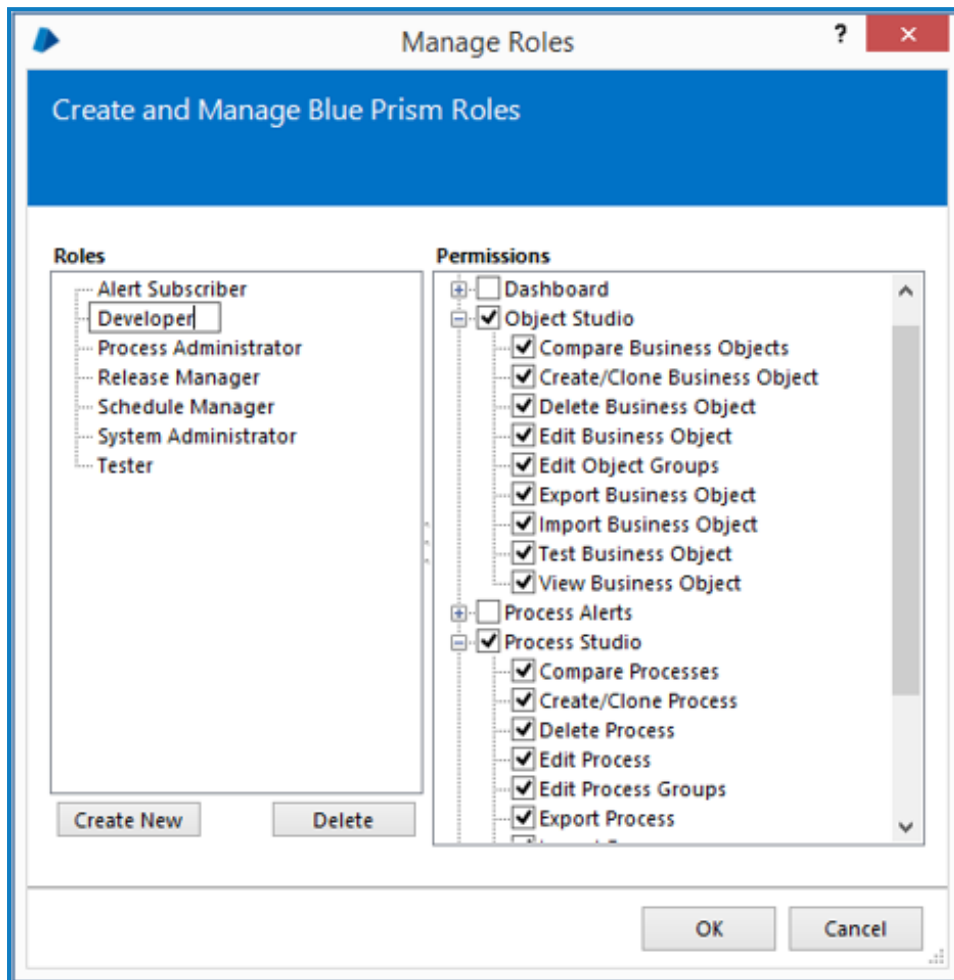 Manage Roles
?
Create and Manage Blue Prism Roles
Roles
Alert Subscriber
Developer
Process Administrator
Release Manager
Schedule Manager
System Administrator
Tester
Create New
Delete
Permissions
Dashboard
Object Studio
Compare Business Objects
Create/Clone Business Object
Delete Business Object
Edit Business Object
Edit Object Groups
Export Business Object
Import Business Object
Test Business Object
View Business Object
Process Alerts
Process Studio
Compare Processes
Create/Clone Process
Delete Process
Edit Process
Edit Process Groups
Export Process
OK
Cancel